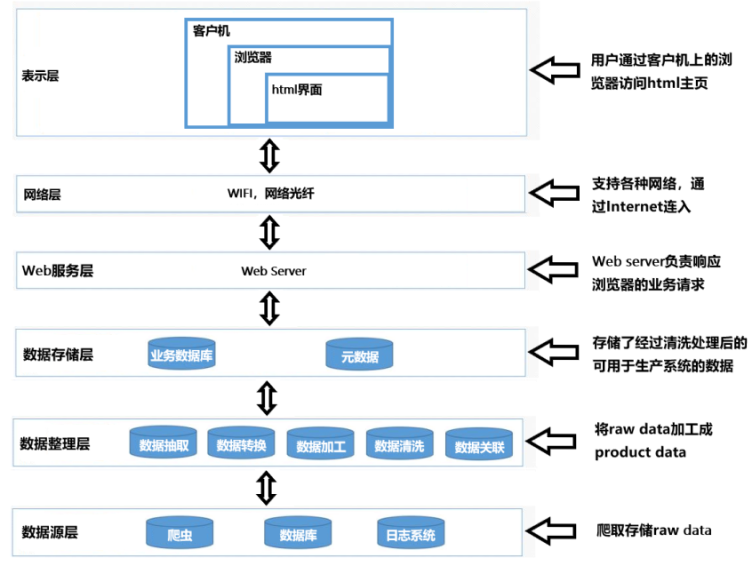 客户机
浏览器
html界面
表示层
用户通过客户机上的浏
览器访问html主页
网络层
WIFI，网络光纤
支持各种网络，通
过Internet连入
Web服务层
Web Server
Web server负责响应
浏览器的业务请求
数据存储层
业务数据库
元数据
存储了经过清洗处理后的
可用于生产系统的数据
数据整理层
数据抽取
数据转换
数据加工
数据清洗
数据关联
将raw data加工成
product data
数据源层
爬虫
数据库
日志系统
爬取存储raw data